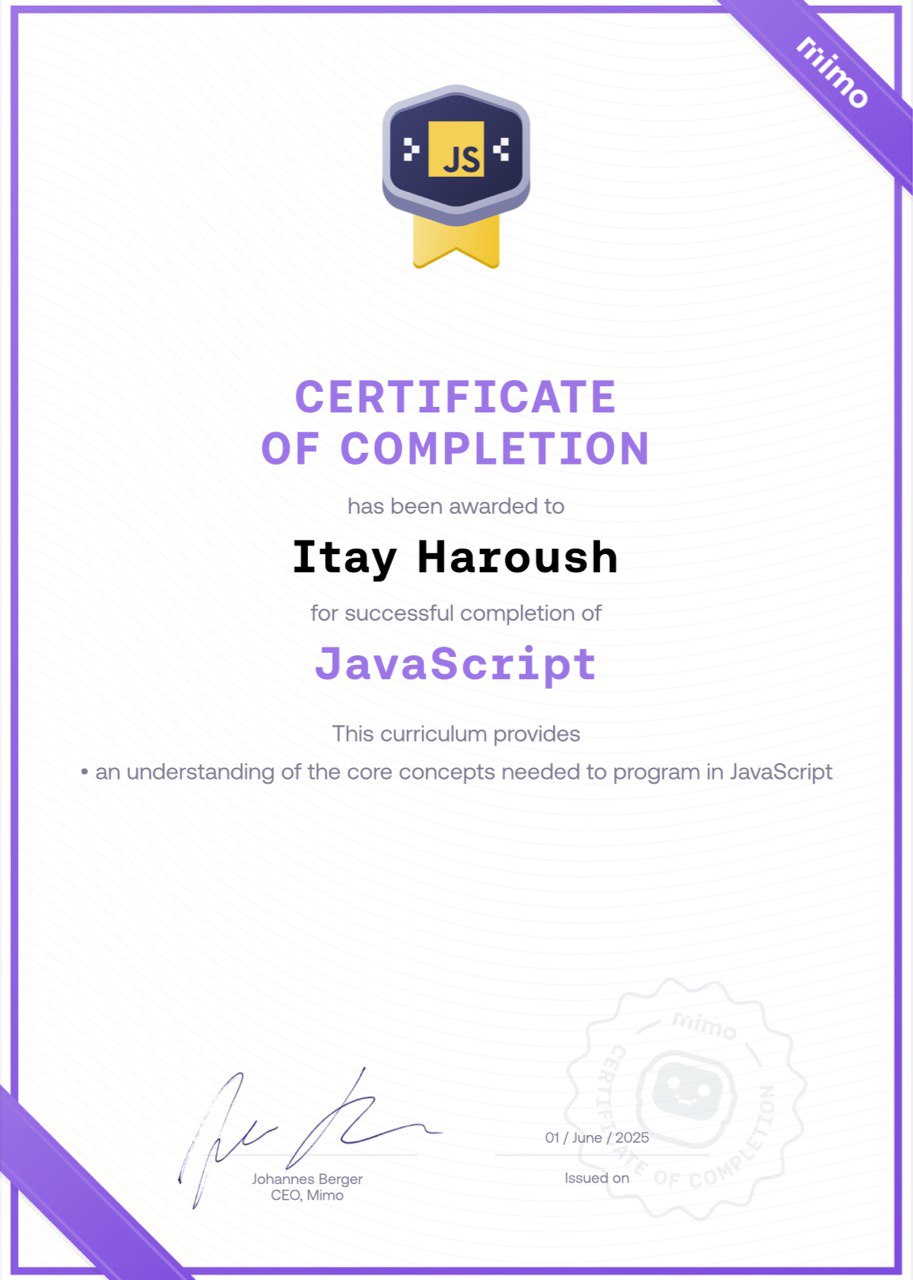 mimo
JS
CERTIFICATE
OF COMPLETION
has been awarded to
Itay Haroush
for successful completion of
JavaScript
This curriculum provides
• an understanding of the core concepts needed to program in JavaScript
mimo
CERTIFICATE OF COMPLETION
01 / June / 2025
Johannes Berger
CEO, Mimo
Issued on